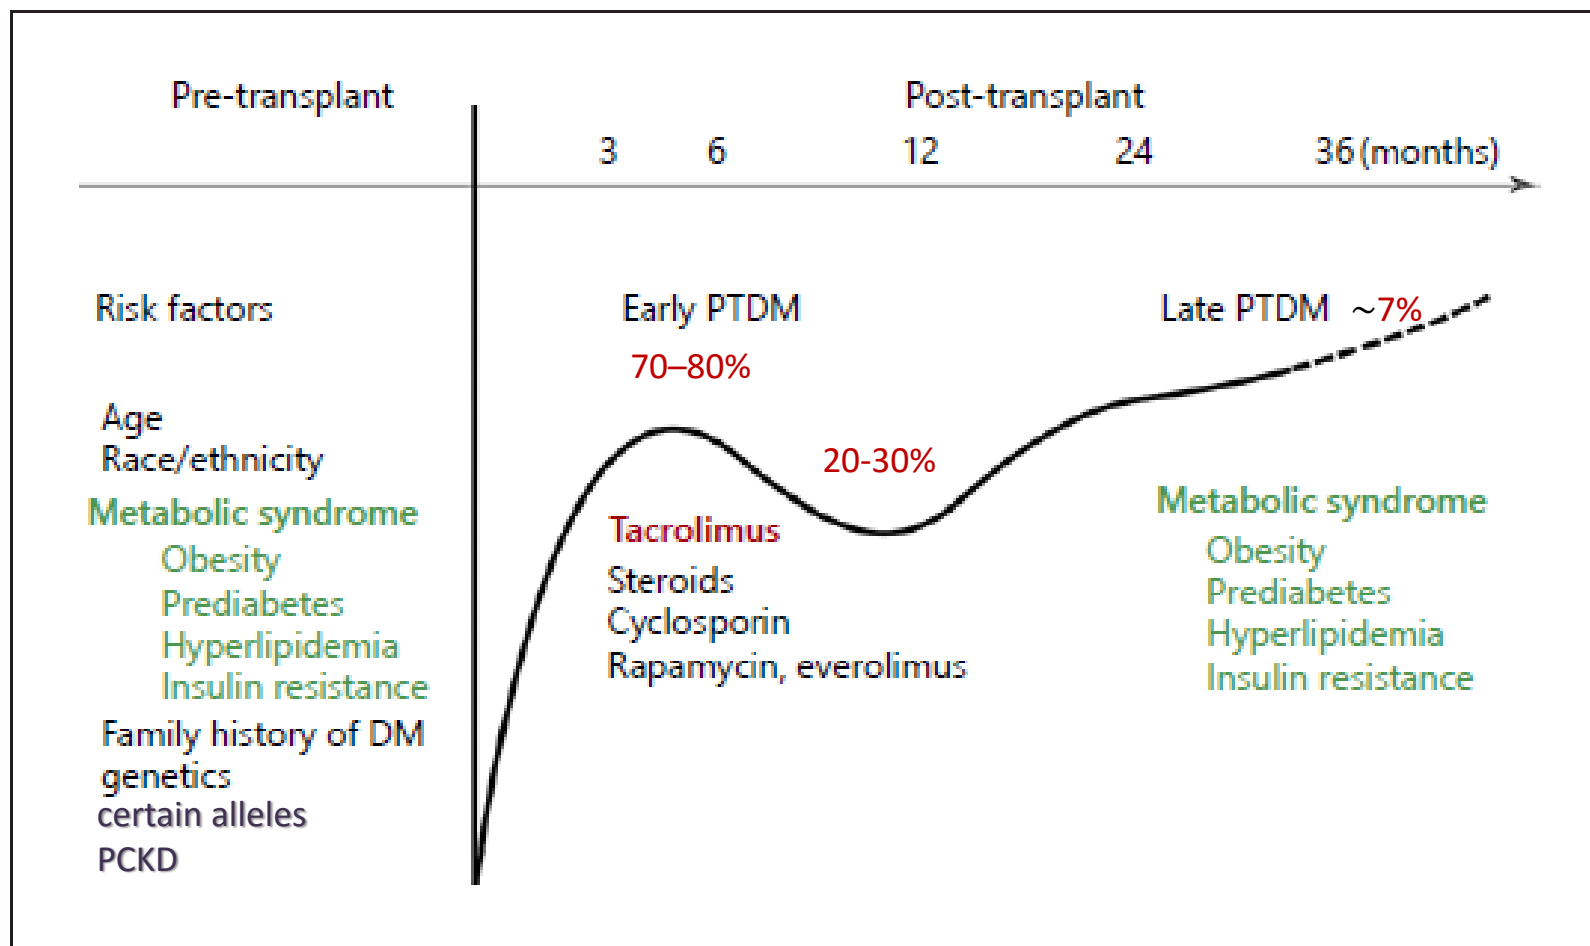 Pre-transplant
Post-transplant
3 6 12 24 36 (months)
Risk factors
Early PTDM
70–80%
Late PTDM ~7%
Age
Race/ethnicity
Metabolic syndrome
Obesity
Prediabetes
Hyperlipidemia
Insulin resistance
Family history of DM
genetics
certain alleles
PCKD
20-30%
Tacrolimus
Steroids
Cyclosporin
Rapamycin, everolimus
Metabolic syndrome
Obesity
Prediabetes
Hyperlipidemia
Insulin resistance